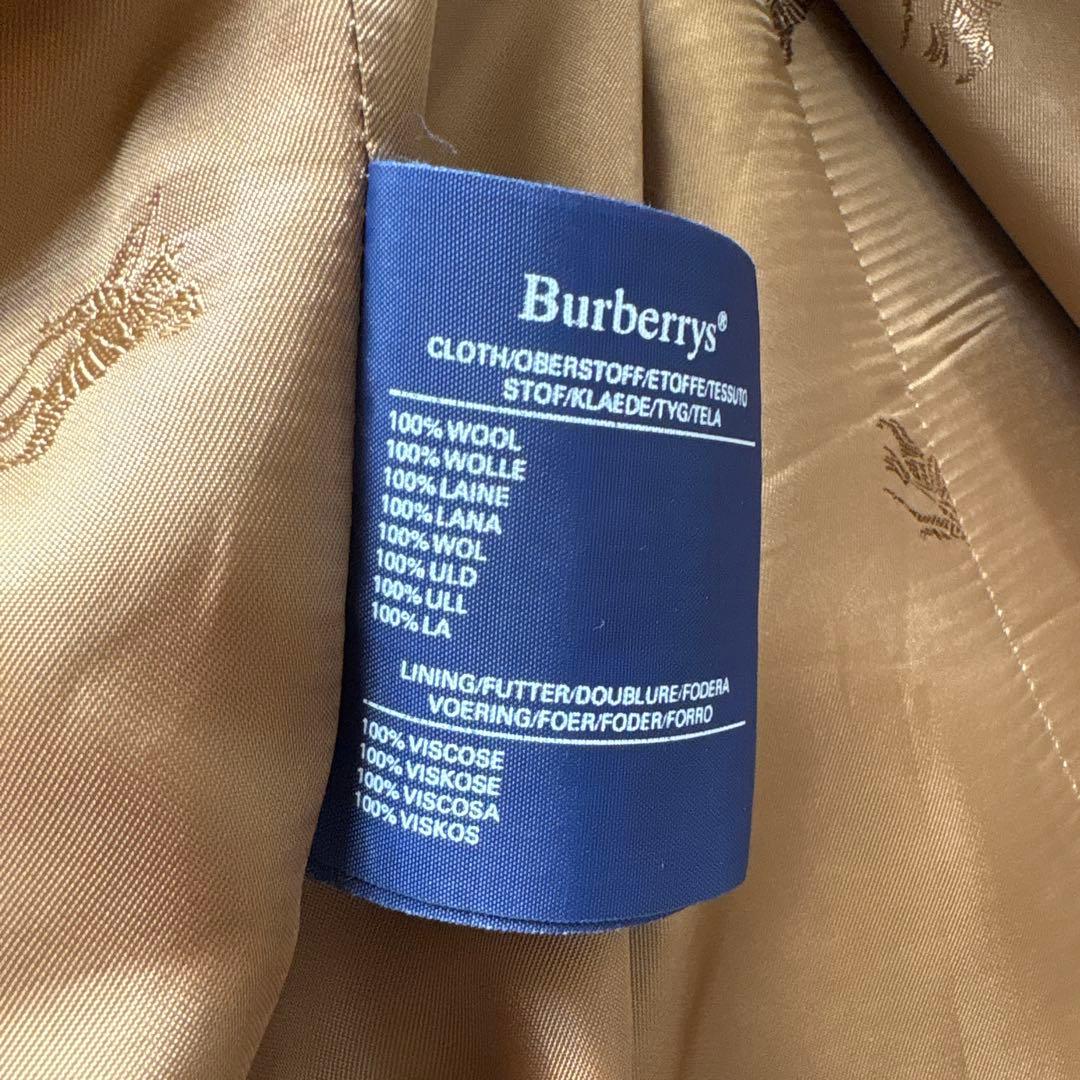 Burberrys®
CLOTH/OBERSTOFF/ETOFFE/TESSUTO
STOF/KLAEDE/TYG/TELA
100% WOOL
100% WOLLE
100% LAINE
100% LANA
100% WOL
100% ULD
100% ULL
100% LA
LINING/FUTTER/DOUBLURE/FODERA
VOERING/FOER/FODER/FORRO
100% VISCOSE
100% VISKOSE
100% VISCOSA
100% VISKOS